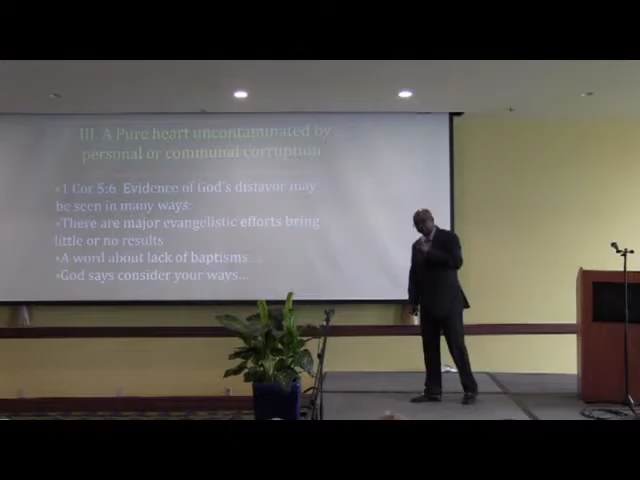 III. A Pure heart uncontaminated by
personal or communal corruption
•1 Cor 5:6 Evidence of God's disfavor may
be seen in many ways:
•There are major evangelistic efforts bring
little or no results
•A word about lack of baptisms…
•God says consider your ways…